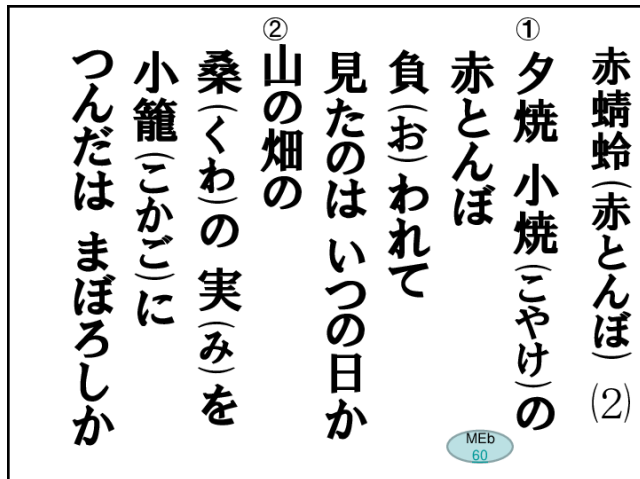 赤蜻蛉(赤とんぼ) (2)
①
夕焼 小焼(こやけ)の
赤とんぼ
負(お)われて
見たのは いつの日か
②
山の畑の
桑(くわ)の 実(み)を
小籠(こかご)に
つんだは まぼろしか
MEb
60